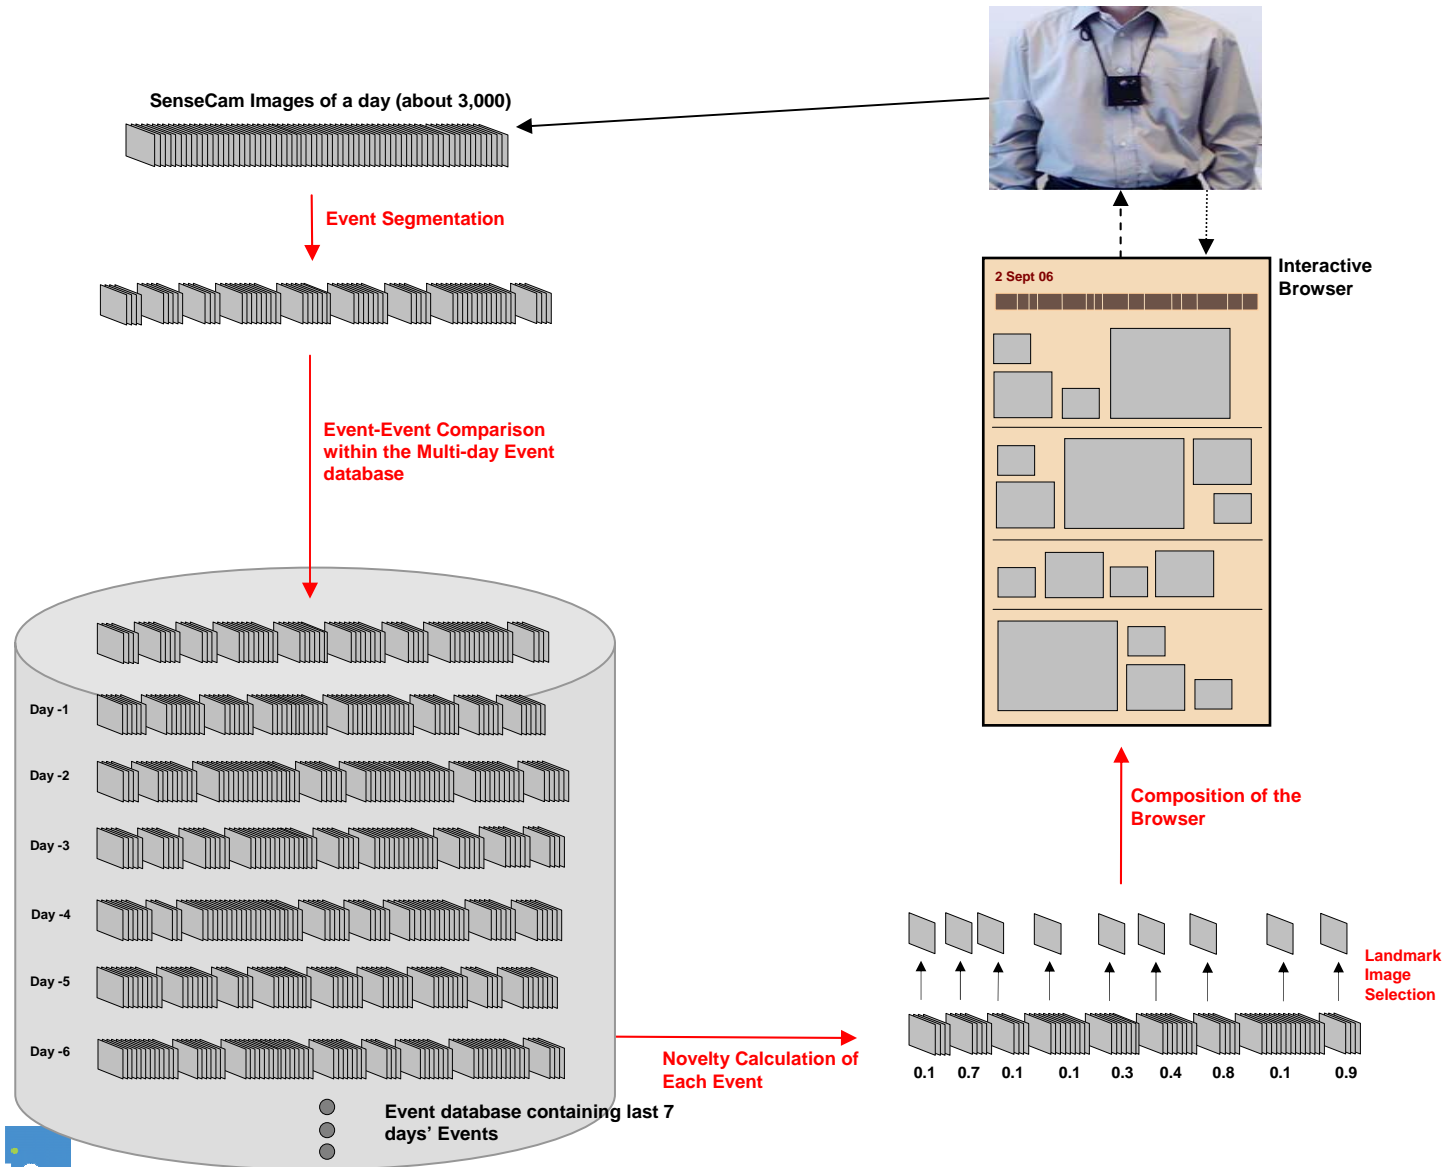 SenseCam Images of a day (about 3,000)
Event Segmentation
Interactive
Browser
2 Sept 06
Event-Event Comparison
within the Multi-day Event
database
Day -1
Day -2
Day -3
Day -4
Day -5
Day -6
Composition of the
Browser
Landmark
Image
Selection
Novelty Calculation of
Each Event
0.1 0.7 0.1 0.1 0.3 0.4 0.8 0.1 0.9
Event database containing last 7
days’ Events